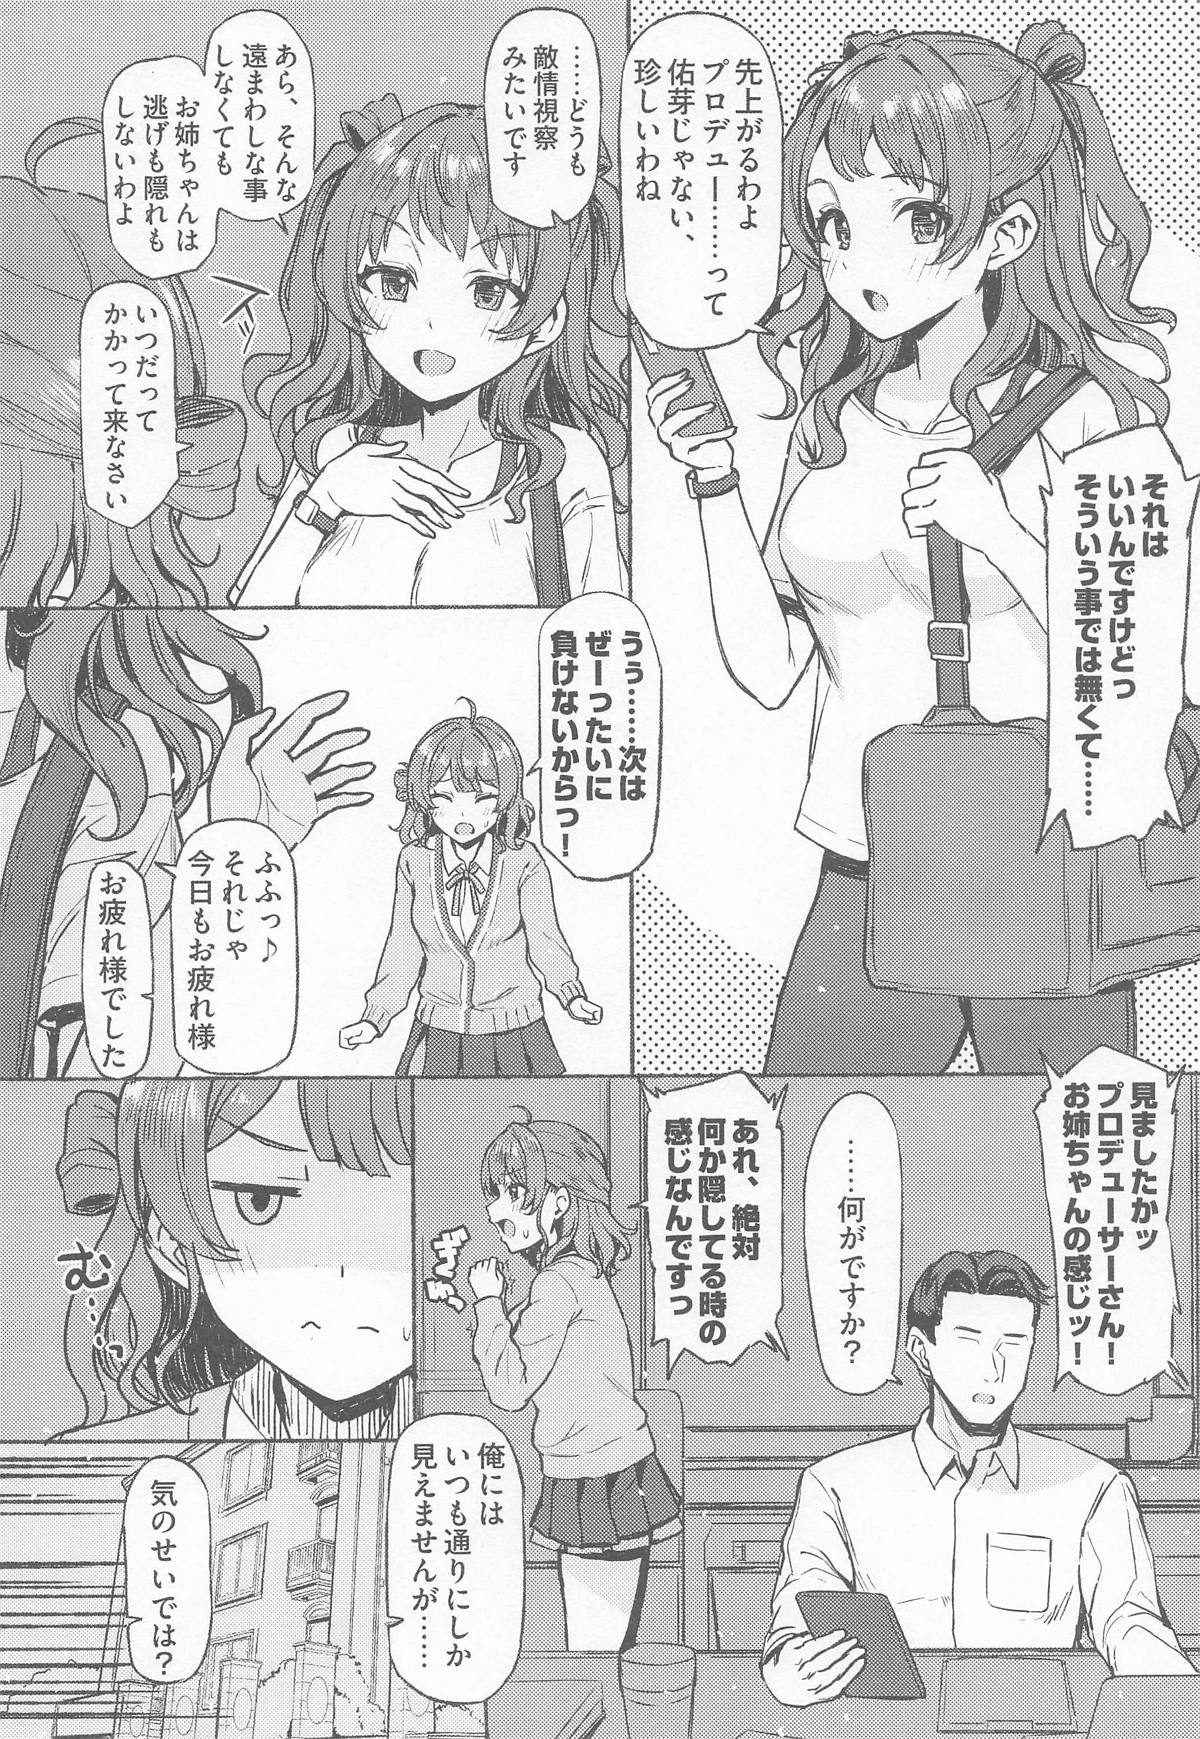 先上がるわよ
プロデュー……って
佑芽じゃない、
珍しいわね
それは
いいんですけどっ
そういう事では無くて……
……どうも
敵情視察
みたいです
あら、そんな
遠まわしな事
しなくても
お姉ちゃんは
逃げも隠れも
しないわよ
いつだって
かかって来なさい
うぅ……次は
ぜーったいに
負けないからっ！
ふふっ♪
それじゃ
今日もお疲れ様
お疲れ様でした
見ましたかッ
プロデューサーさん！
お姉ちゃんの感じッ！
……何がですか？
あれ、絶対
何か隠してる時の
感じなんですっ
む…
俺には
いつも通りにしか
見えませんが……
気のせいでは？